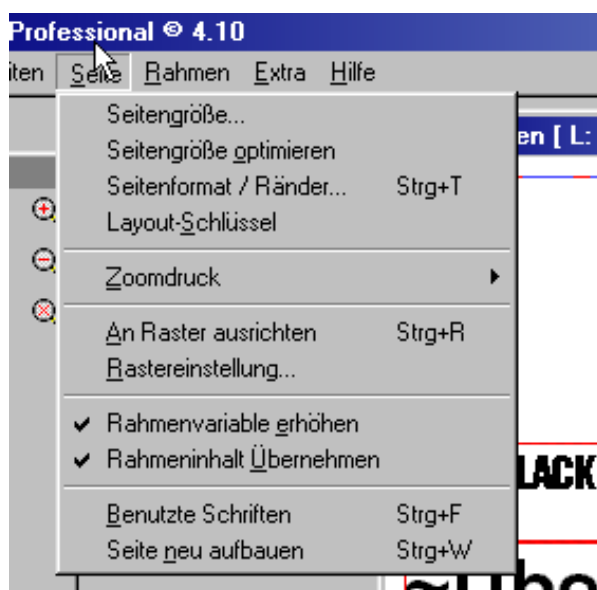 Professional © 4.10
iten Seite Rahmen Extra Hilfe
en [ L:
Seitengröße...
Seitengröße optimieren
Seitenformat / Ränder... Strg+T
Layout-Schlüssel
Zoomdruck
An Raster ausrichten Strg+R
Rastereinstellung...
Rahmenvariable erhöhen
Rahmeninhalt Übernehmen
LACK
Benutzte Schriften Strg+F
Seite neu aufbauen Strg+W